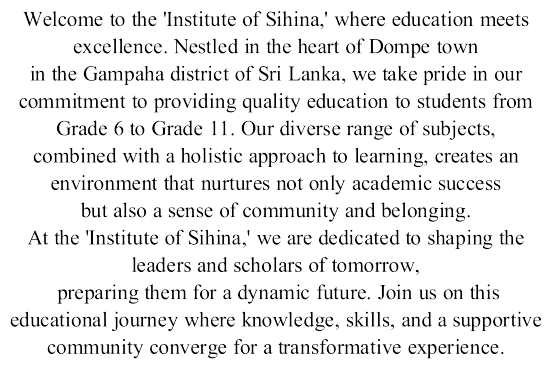 Welcome to the 'Institute of Sihina,' where education meets
excellence. Nestled in the heart of Dompe town
in the Gampaha district of Sri Lanka, we take pride in our
commitment to providing quality education to students from
Grade 6 to Grade 11. Our diverse range of subjects,
combined with a holistic approach to learning, creates an
environment that nurtures not only academic success
but also a sense of community and belonging.
At the 'Institute of Sihina,' we are dedicated to shaping the
leaders and scholars of tomorrow,
preparing them for a dynamic future. Join us on this
educational journey where knowledge, skills, and a supportive
community converge for a transformative experience.